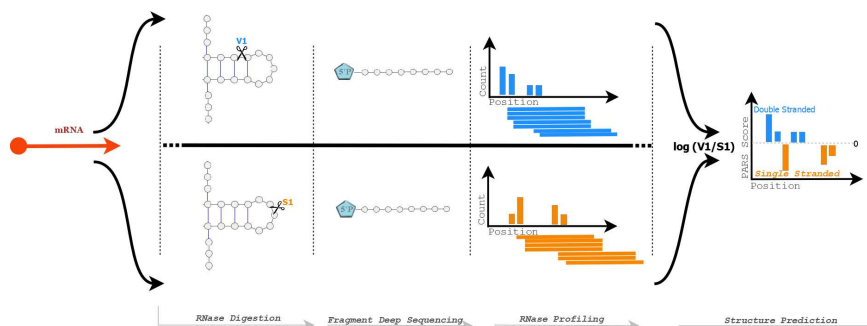 mRNA
V1
5'P
Count
Position
S1
5'P
Count
Position
log (V1/S1)
Double Stranded
PARS Score
0
Single Stranded
Position
RNase Digestion
Fragment Deep Sequencing
RNase Profiling
Structure Prediction